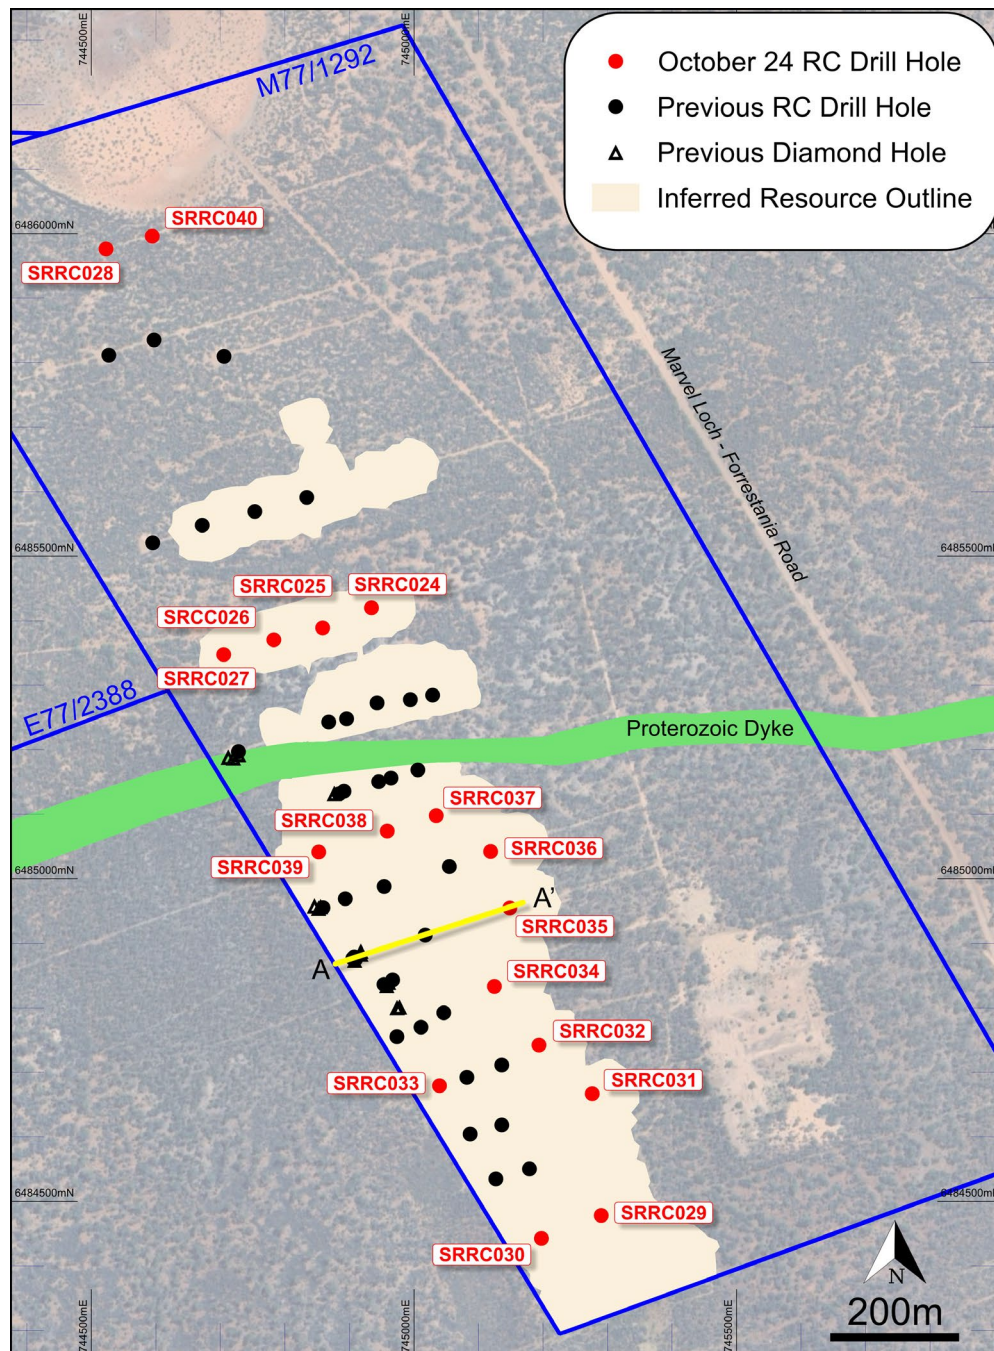 744500mE
745000mE
M77/1292
October 24 RC Drill Hole
Previous RC Drill Hole
Previous Diamond Hole
Inferred Resource Outline
SRRC040
6486000mN
6486000mN
SRRC028
Marvel Loch - Forrestania Road
6485500mN
6485500mN
SRRC025
SRRC024
SRCC026
SRRC027
E77/2388
Proterozoic Dyke
SRRC037
SRRC038
SRRC036
SRRC039
6485000mN
6485000mN
A'
SRRC035
A
SRRC034
SRRC032
SRRC031
SRRC033
6484500mN
6484500mN
SRRC029
SRRC030
N
200m
744500mE
745000mE
745500mE